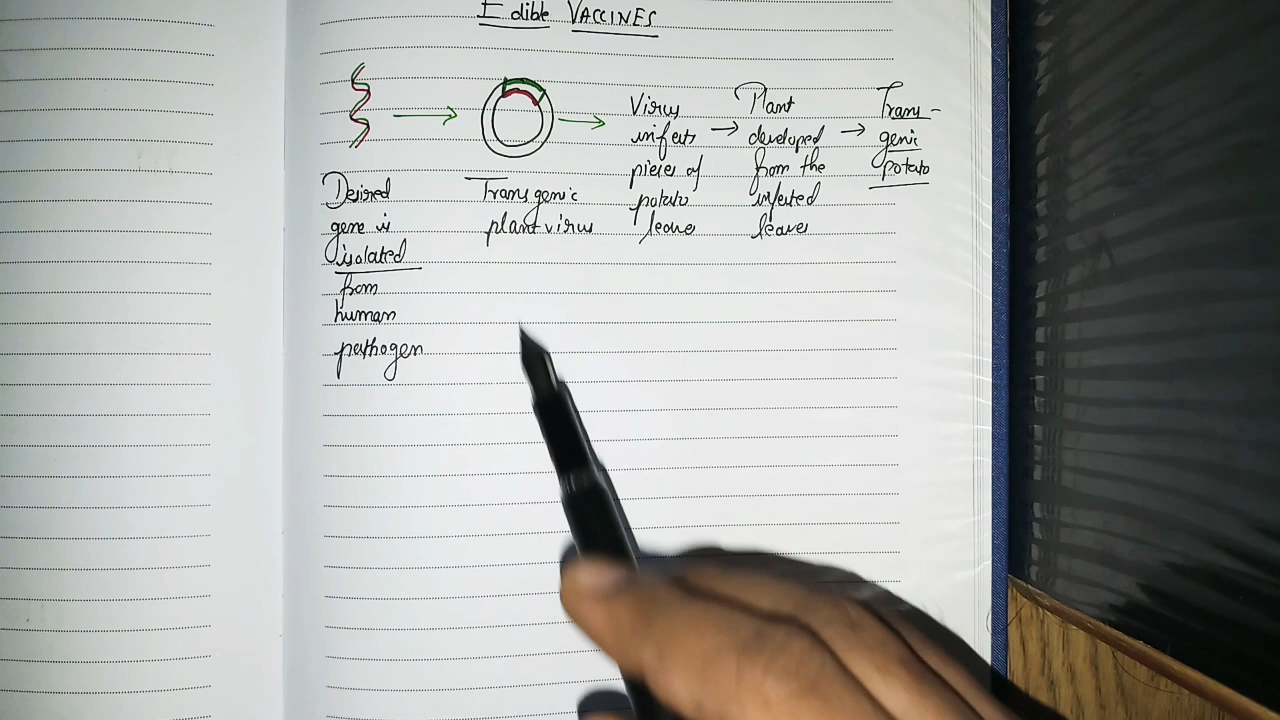 Edible VACCINES
Desired
gene is
isolated
from
human
pathogen
Transgenic
plant virus
Virus
infects
pieces of
potato
leave
Plant
developed
from the
infected
leaves
Trans-
genic
potato